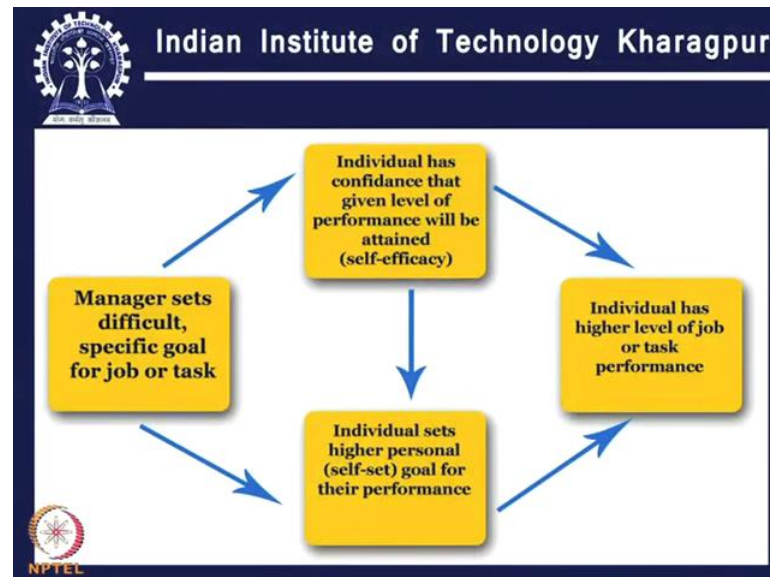 Indian Institute of Technology Kharagpur
Individual has
confidance that
given level of
performance will be
attained
(self-efficacy)
Manager sets
difficult,
specific goal
for job or task
Individual has
higher level of job
or task
performance
Individual sets
higher personal
(self-set) goal for
their performance
NPTEL